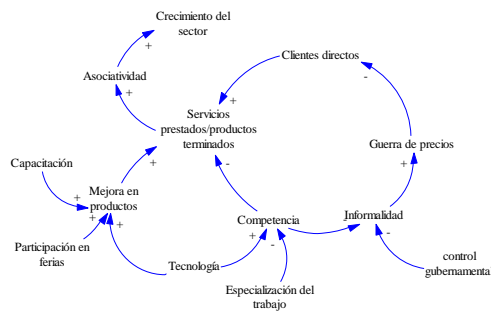 Crecimiento del
sector
+
Asociatividad
+
Clientes directos
+
-
Servicios
prestados/productos
terminados
+
-
Guerra de precios
+
Capacitación
+
Mejora en
productos
+
+
Participación en
ferias
Competencia
+
-
Informalidad
-
Tecnología
Especialización del
trabajo
control
gubernamenta